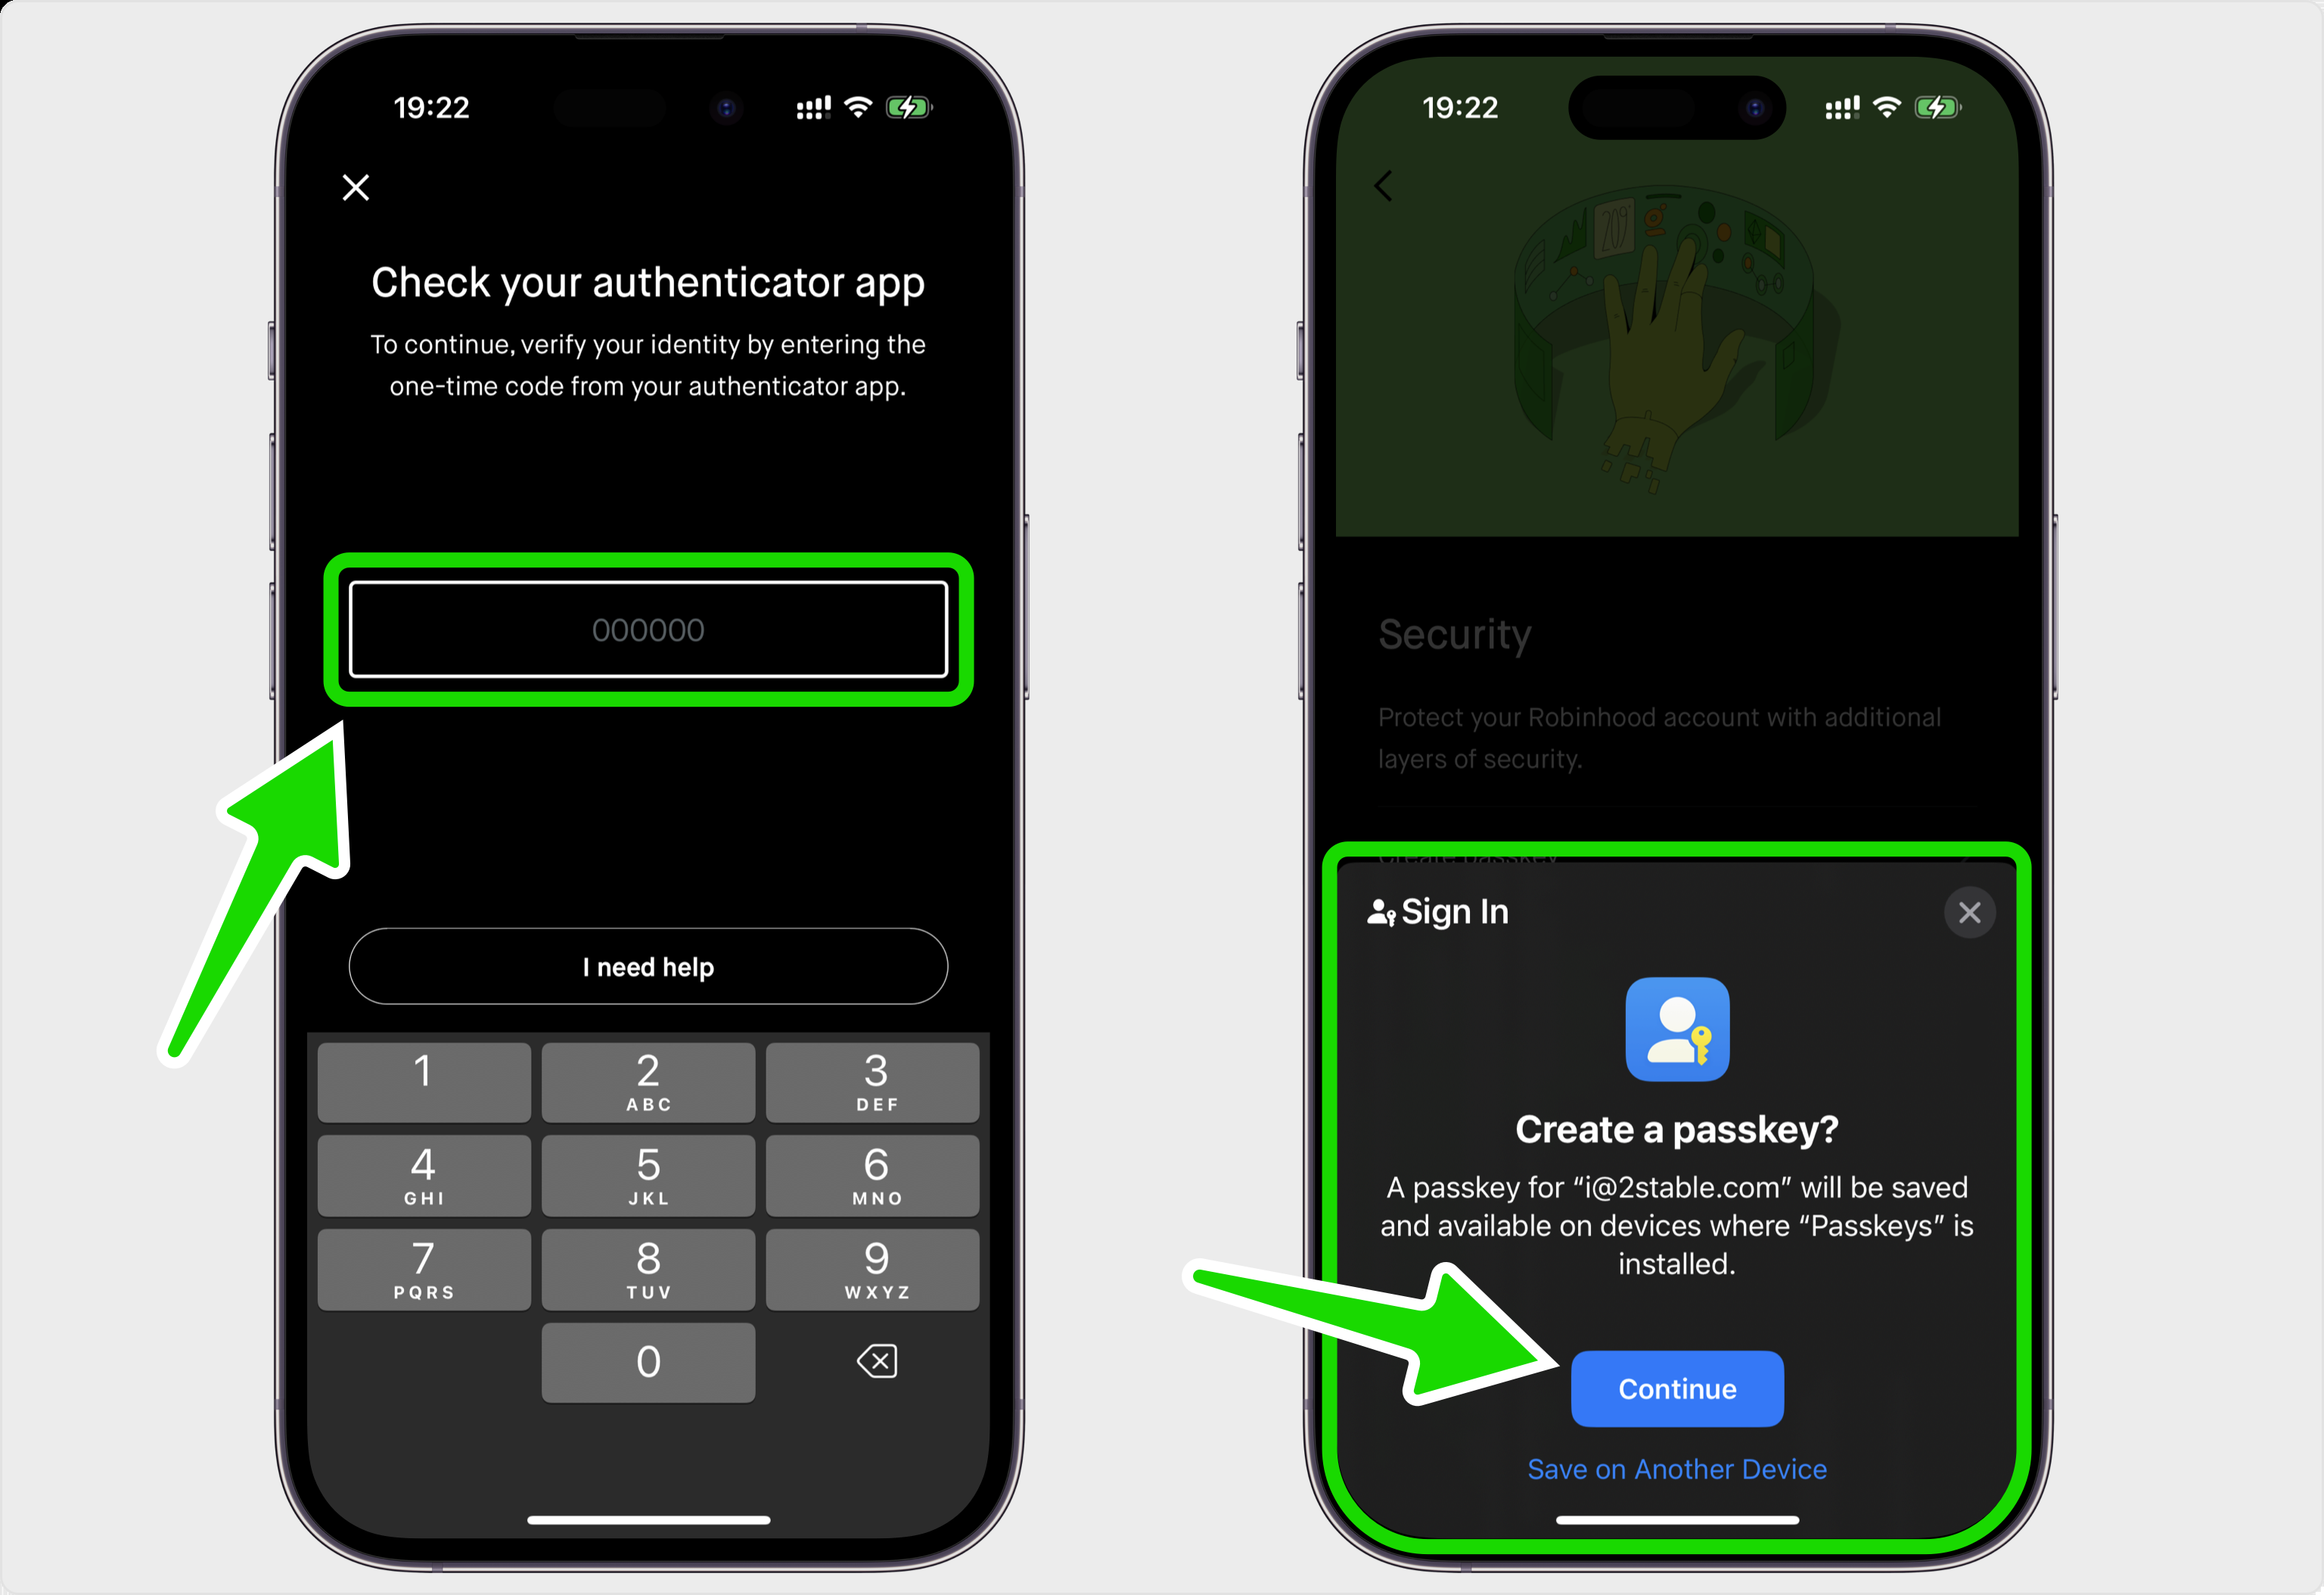 19:22
Check your authenticator app
To continue, verify your identity by entering the
one-time code from your authenticator app.
000000
I need help
1
2
ABC
3
DEF
4
GHI
5
JKL
6
MNO
7
PQRS
8
TUV
9
WXYZ
0
19:22
209
g
Security
Protect your Robinhood account with additional
layers of security.
Create passkey
Sign In
Create a passkey?
A passkey for “i@2stable.com” will be saved
and available on devices where “Passkeys” is
installed.
Continue
Save on Another Device